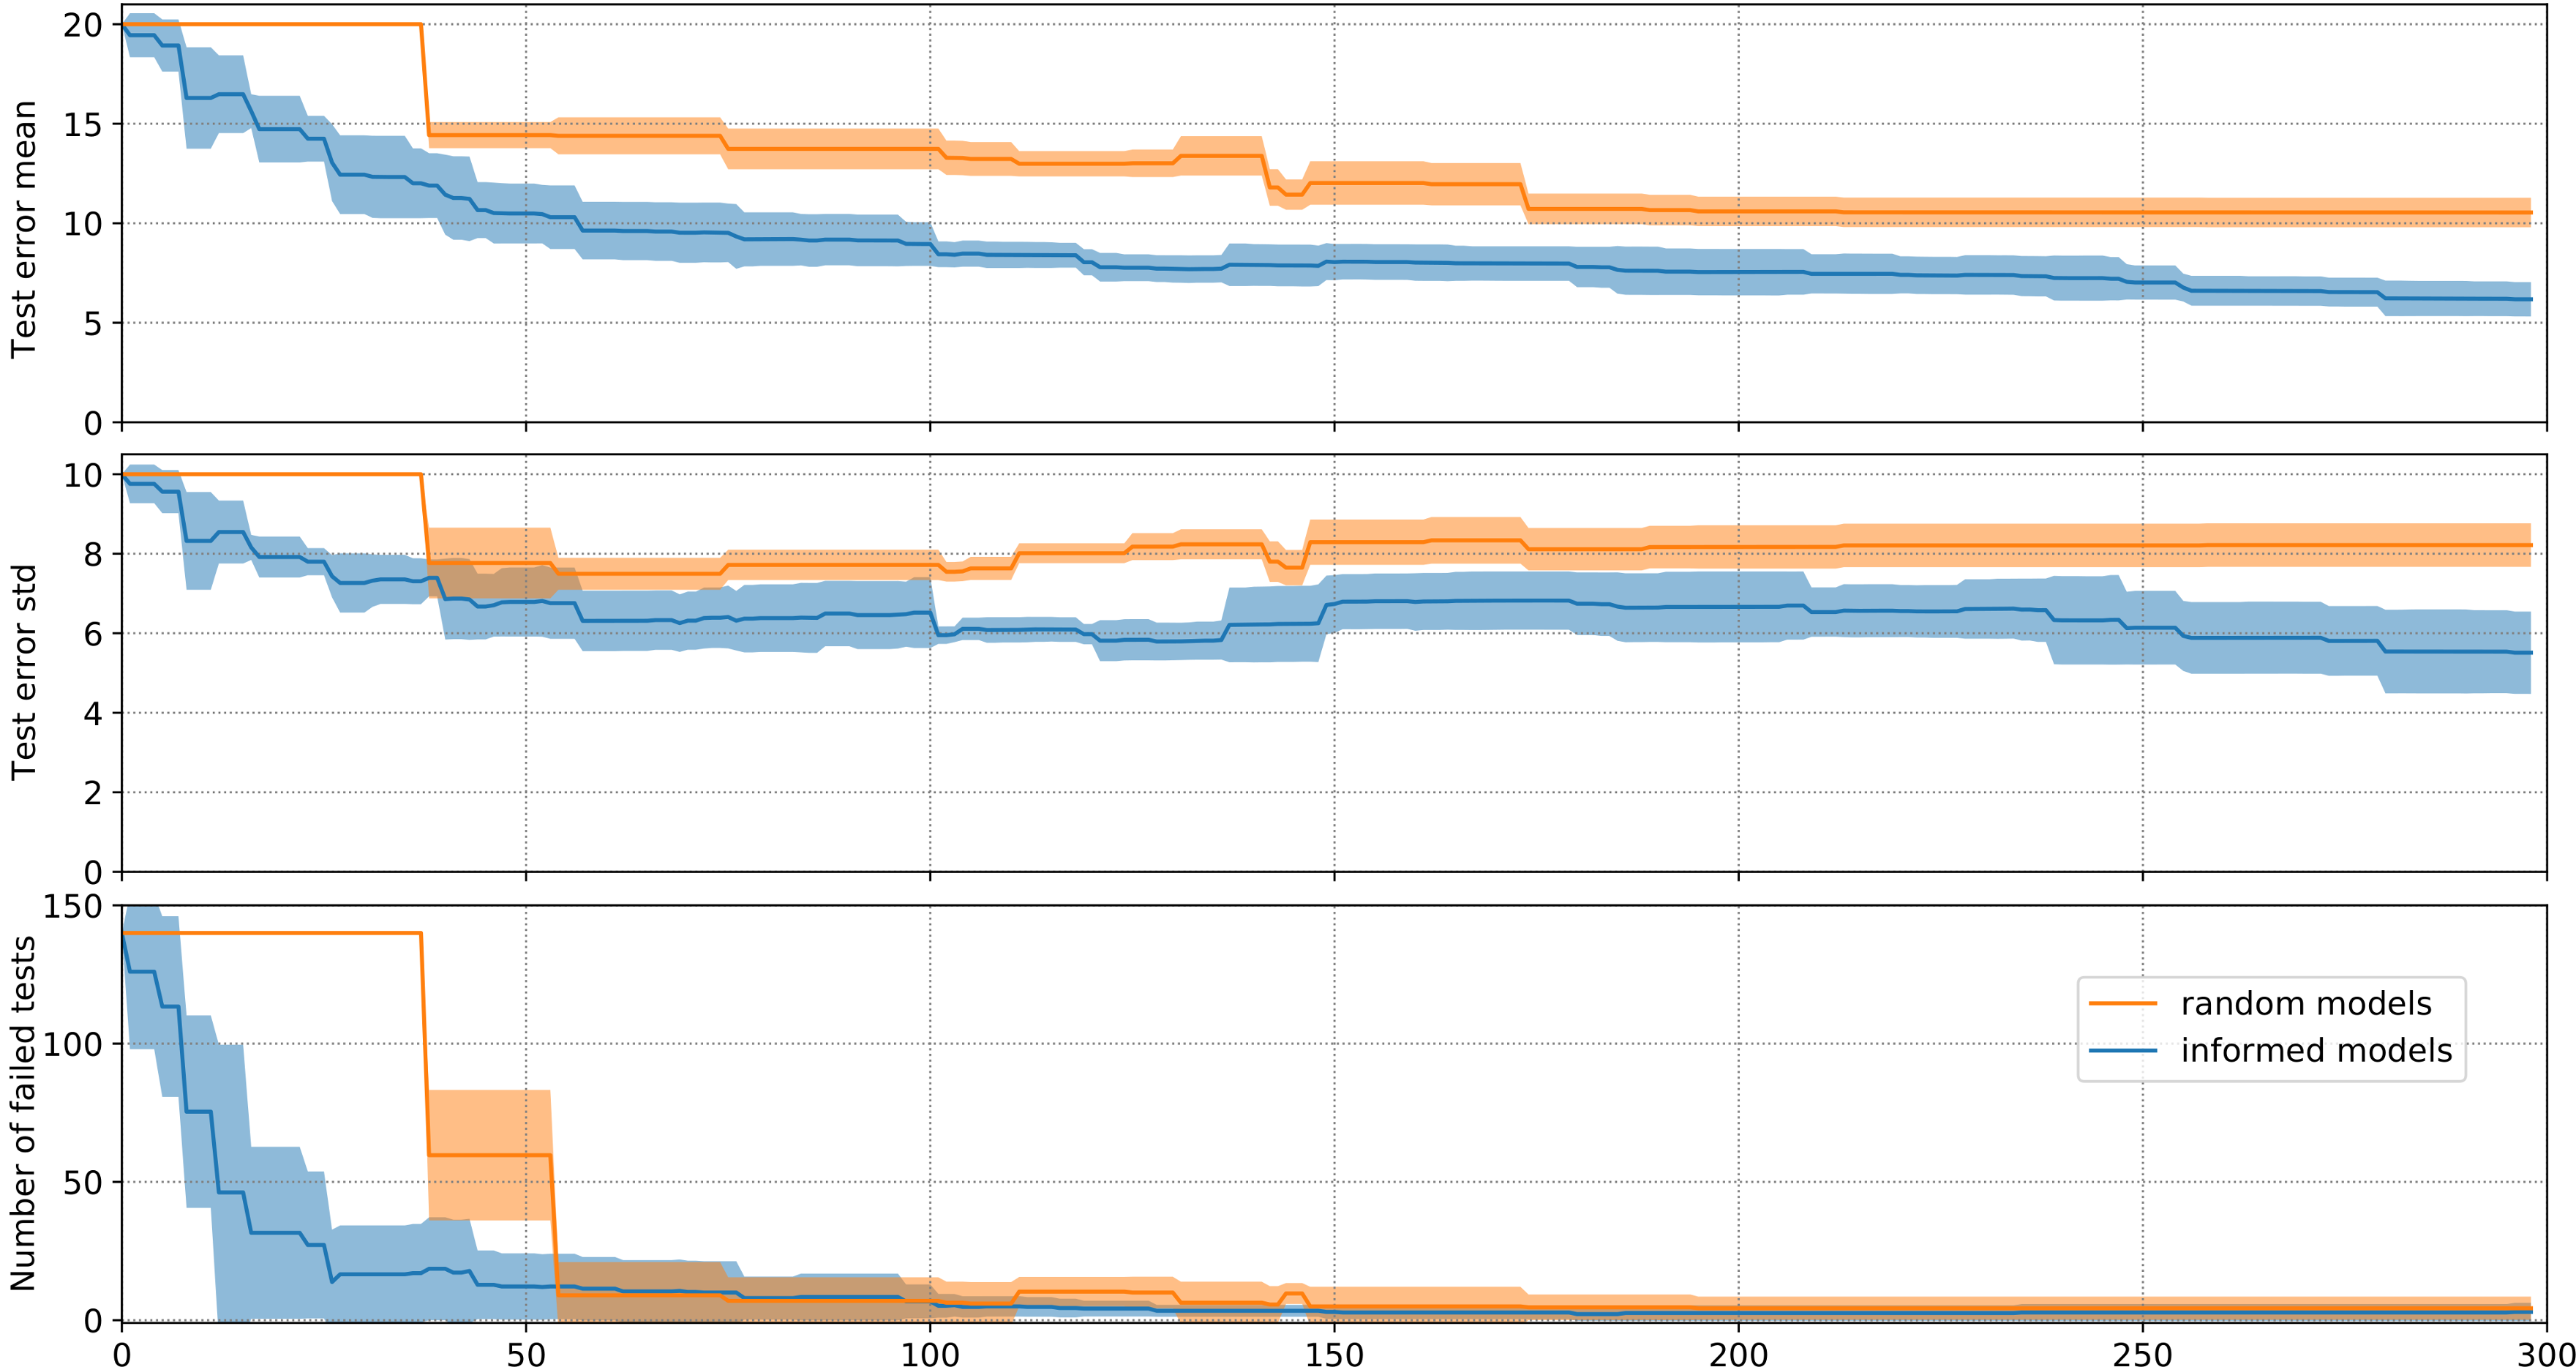 20
15
10
5
0
Test error mean
10
8
6
4
2
0
Test error std
150
100
50
0
Number of failed tests
random models
informed models
0 50 100 150 200 250 300